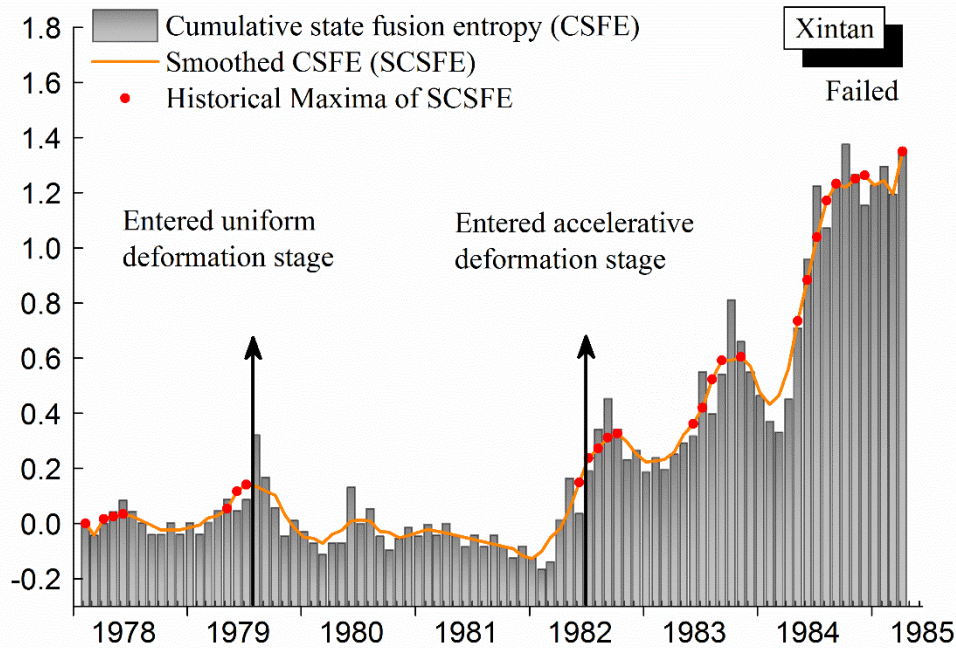 1.8
1.6
1.4
1.2
1.0
0.8
0.6
0.4
0.2
0.0
-0.2
Cumulative state fusion entropy (CSFE)
Smoothed CSFE (SCSFE)
Historical Maxima of SCSFE
Xintan
Failed
Entered uniform
deformation stage
Entered accelerative
deformation stage
1978 1979 1980 1981 1982 1983 1984 1985